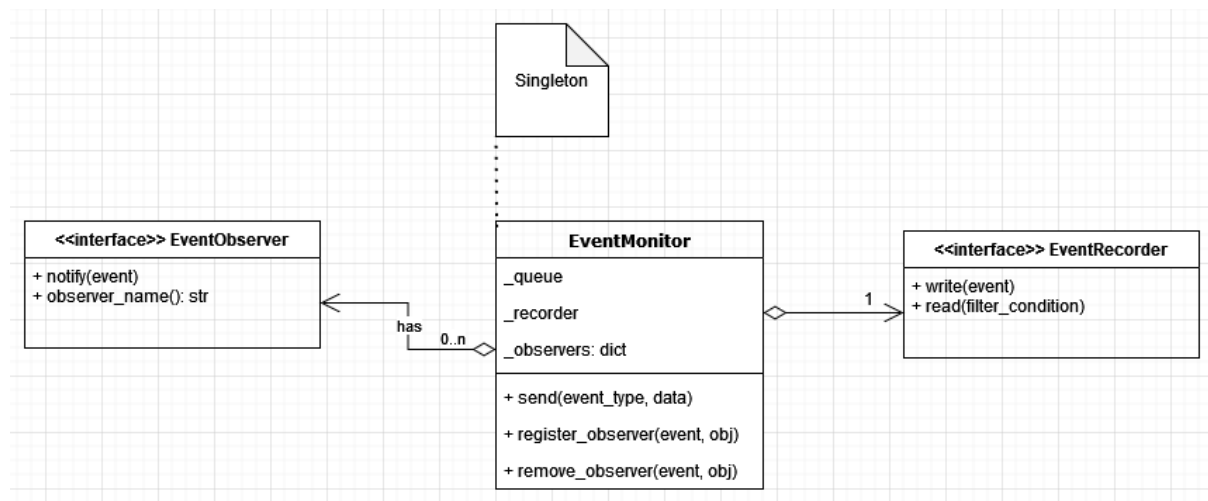 Singleton
<<interface>> EventObserver
+ notify(event)
+ observer_name(): str
has
0..n
EventMonitor
_queue
_recorder
_observers: dict
+ send(event_type, data)
+ register_observer(event, obj)
+ remove_observer(event, obj)
1
<<interface>> EventRecorder
+ write(event)
+ read(filter_condition)